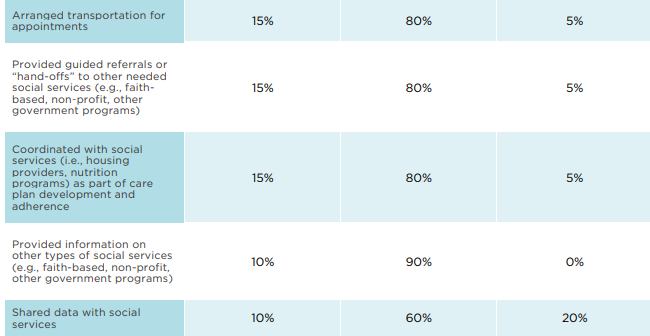 Arranged transportation for
appointments
15% 80% 5%
Provided guided referrals or
"hand-offs" to other needed
social services (e.g., faith-
based, non-profit, other
government programs)
15% 80% 5%
Coordinated with social
services (i.e., housing
providers, nutrition
programs) as part of care
plan development and
adherence
15% 80% 5%
Provided information on
other types of social services
(e.g., faith-based, non-profit,
other government programs)
10% 90% 0%
Shared data with social
services
10% 60% 20%